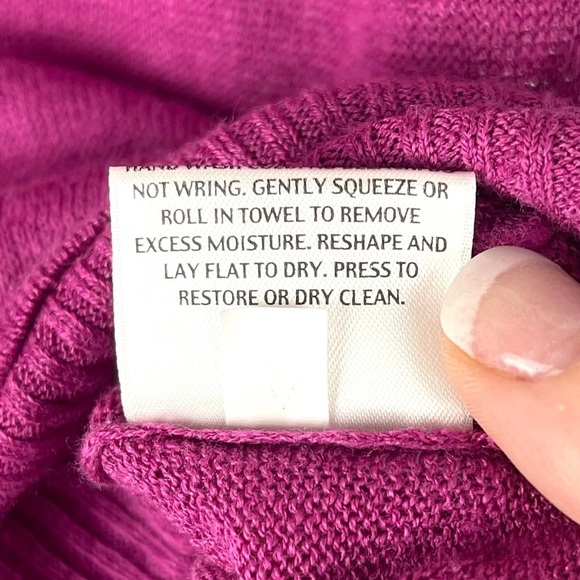 HAND
NOT WRING. GENTLY SQUEEZE OR
ROLL IN TOWEL TO REMOVE
EXCESS MOISTURE. RESHAPE AND
LAY FLAT TO DRY. PRESS TO
RESTORE OR DRY CLEAN.